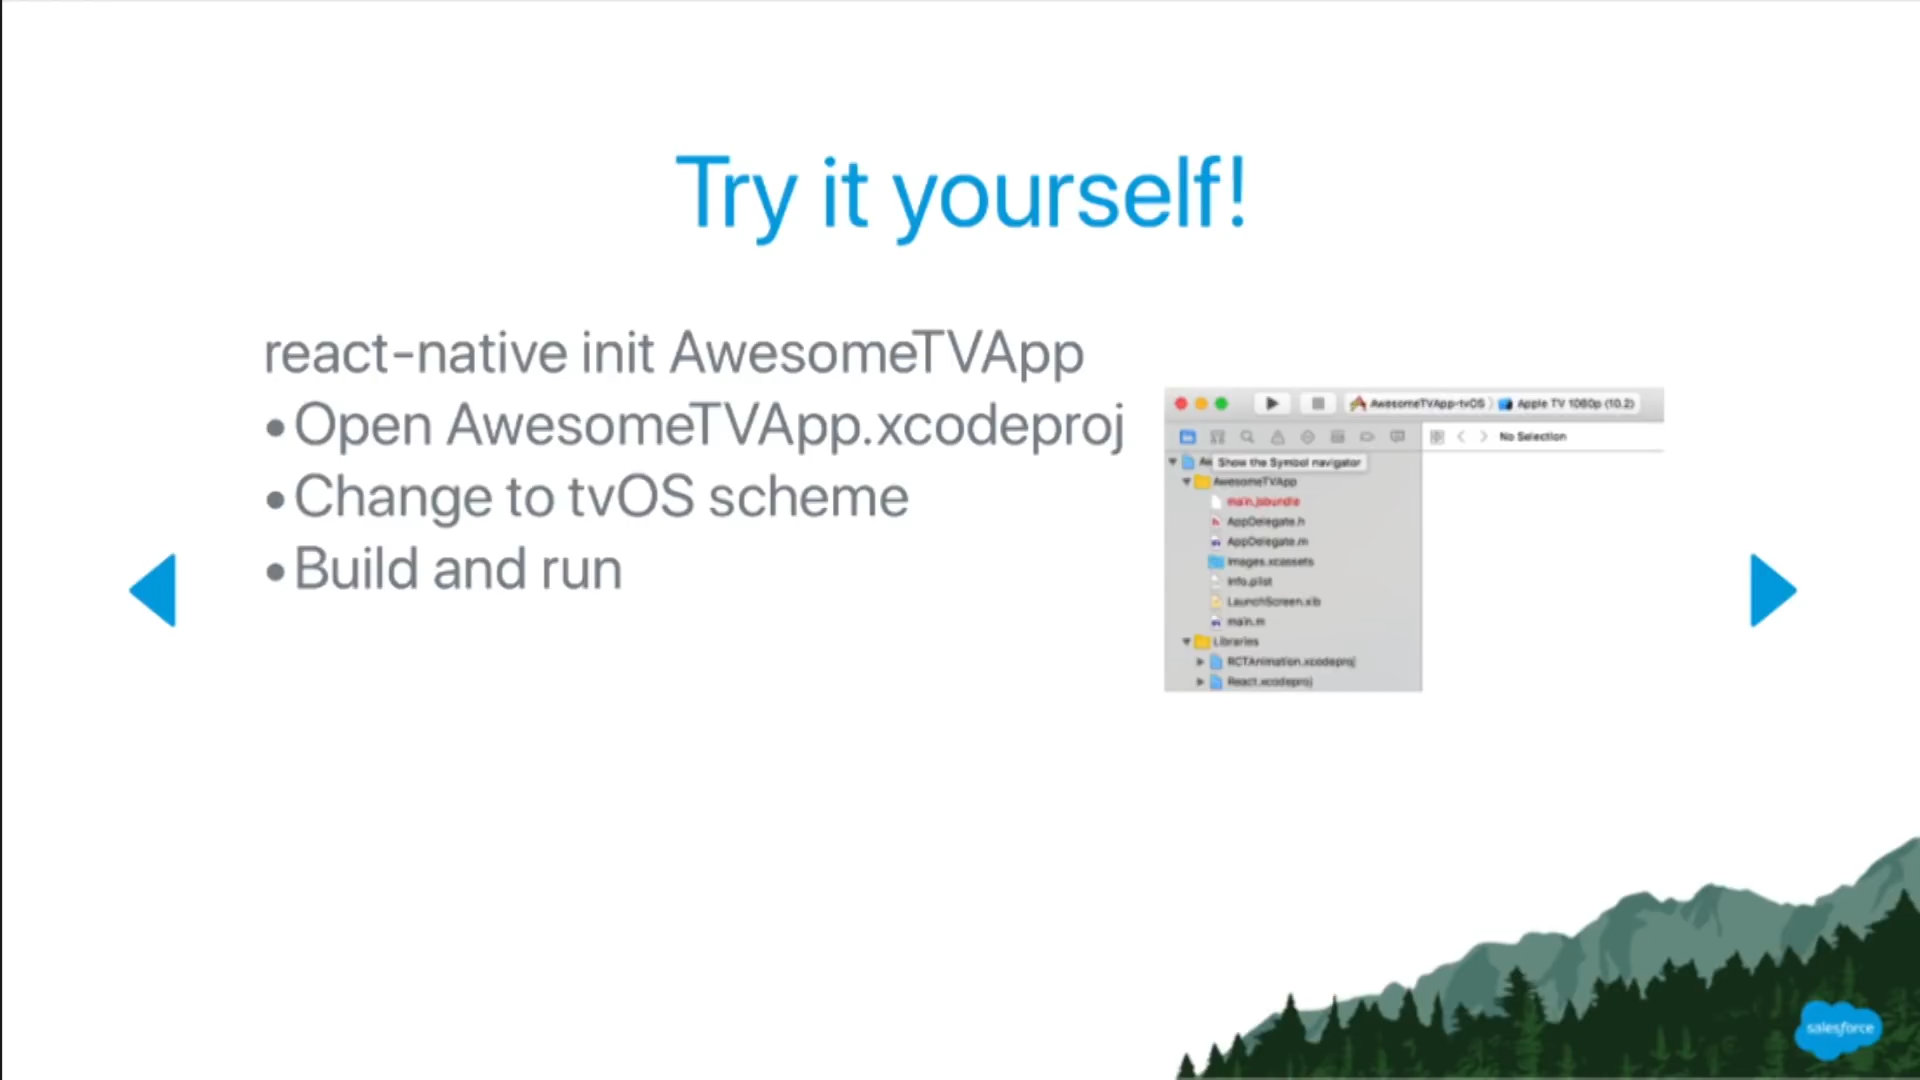 Try it yourself!
react-native init AwesomeTVApp
•Open AwesomeTVApp.xcodeproj
•Change to tvOS scheme
•Build and run
AwesomeTVApp-tvOS 〉 Apple TV 1080p (10.2)
No Selection
Show the Symbol navigator
AwesomeTVApp
main.jsbundle
AppDelegate.h
AppDelegate.m
Images.xcassets
Info.plist
LaunchScreen.xib
main.m
Libraries
RCTAnimation.xcodeproj
React.xcodeproj
salesforce